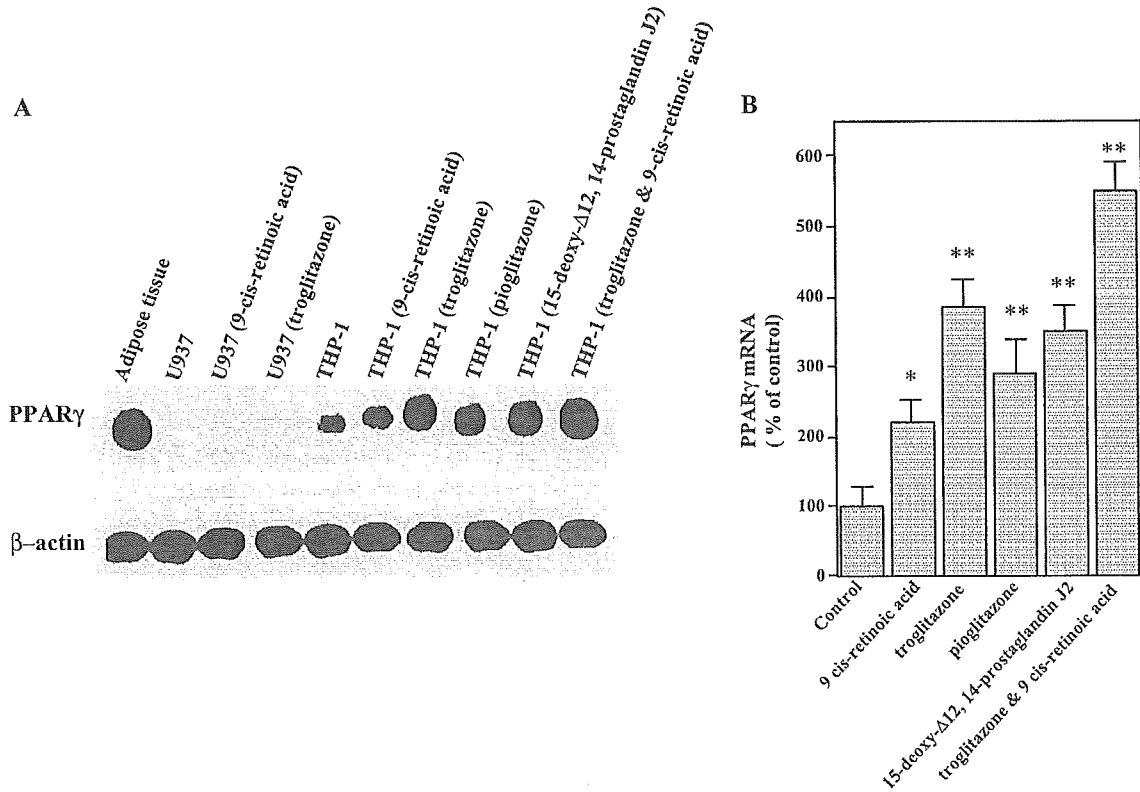 A
Adipose tissue
U937
U937 (9-cis-retinoic acid)
U937 (troglitazone)
THP-1
THP-1 (9-cis-retinoic acid)
THP-1 (troglitazone)
THP-1 (pioglitazone)
THP-1 (15-deoxy-Δ12, 14-prostaglandin J2)
THP-1 (troglitazone & 9-cis-retinoic acid)
PPARγ
β–actin
B
PPARγ mRNA
( % of control)
600
500
400
300
200
100
0
*
**
**
**
**
Control
9 cis-retinoic acid
troglitazone
pioglitazone
15-deoxy-Δ12, 14-prostaglandin J2
troglitazone & 9 cis-retinoic acid